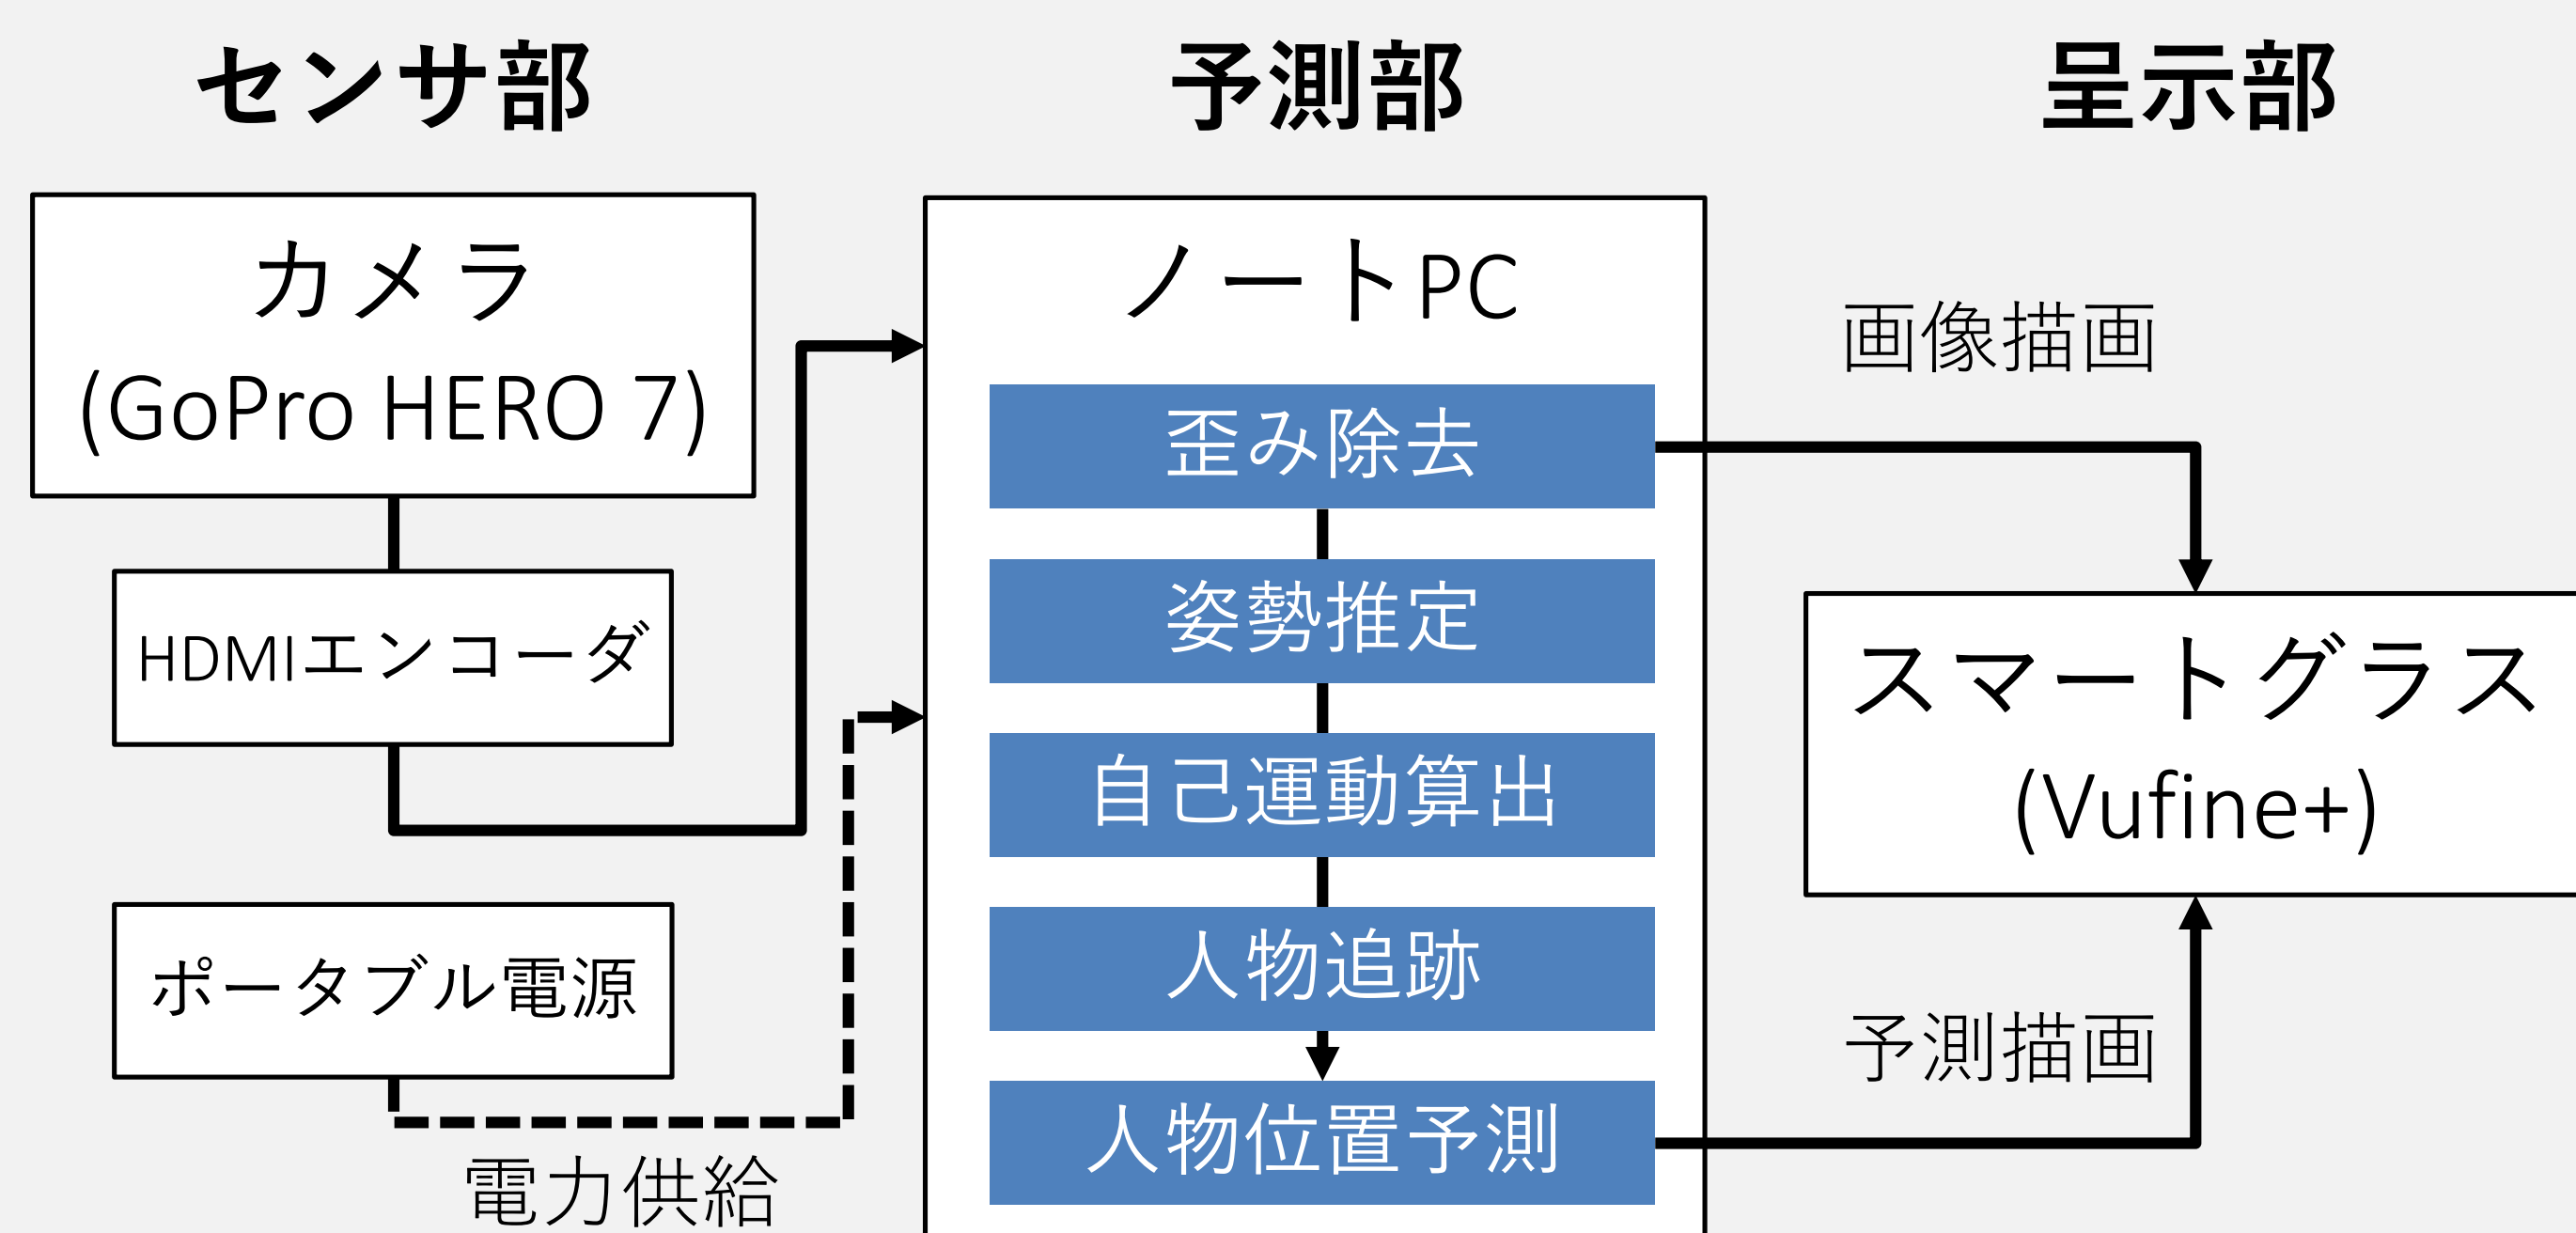 センサ部
予測部
呈示部
カメラ
(GoPro HERO 7)
HDMIエンコーダ
ポータブル電源
電力供給
ノートPC
歪み除去
姿勢推定
自己運動算出
人物追跡
人物位置予測
画像描画
スマートグラス
(Vufine+)
予測描画